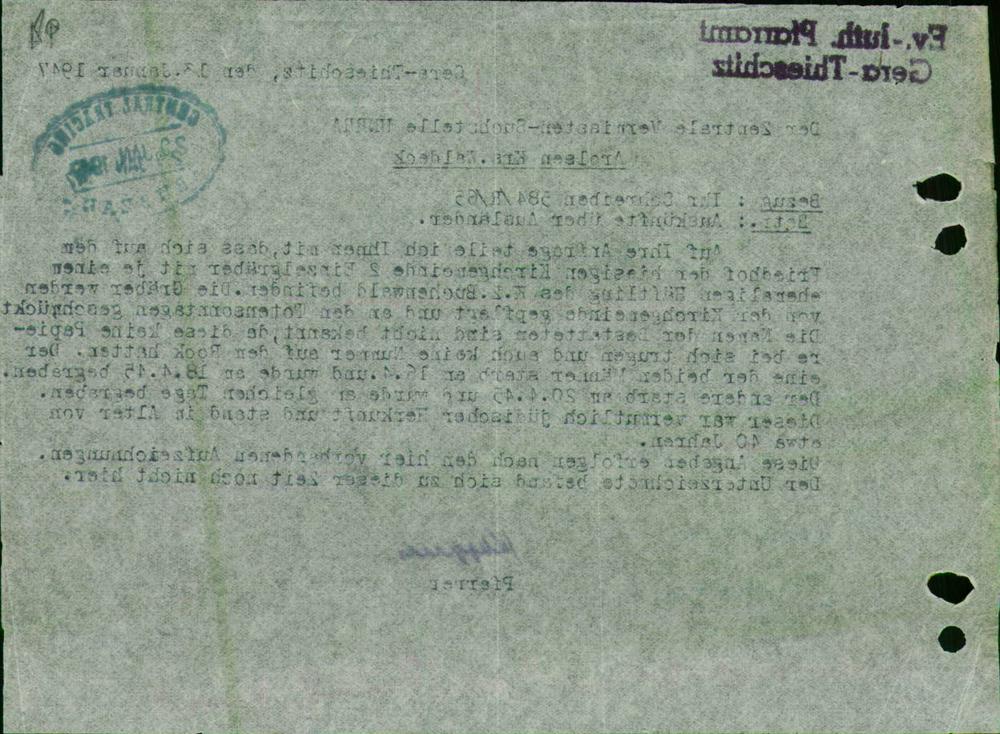 Ev.-luth. Pfarramt
Gera-Thieschitz
Gera-Thieschitz, den 13.Januar 1947
CENTRAL TRACING
JAN. 1947
Der Zentrale Vermissten-Suchstelle UNRRA
Arolsen Krs.Waldeck
Bezug : Ihr Schreiben 584/R/65
Betr.: Auskünfte über Ausländer.
Auf Ihre Anfrage teile ich Ihnen mit,dass sich auf dem
Friedhof der hiesigen Kirchgemeinde 2 Einzelgräber mit je einem
ehemaligen Häftling des K.Z.Buchenwald befinden.Die Gräber werden
von der Kirchgemeinde gepflegt und an den Totensonntagen geschmückt
Die Namen der Bestatteten sind nicht bekannt,da diese keine Papie-
re bei sich trugen und auch keine Nummer auf dem Rock hatten. Der
eine der beiden Männer starb am 16.4.und wurde am 18.4.45 begraben.
Der andere starb am 20.4.45 und wurde am gleichen Tage begraben.
Dieser war vermutlich jüdischer Herkunft und stand im Alter von
etwa 40 Jahren.
Diese Angaben erfolgen nach den hier vorhandenen Aufzeichnungen.
Der Unterzeichnete befand sich zu dieser Zeit noch nicht hier.
Pfarrer